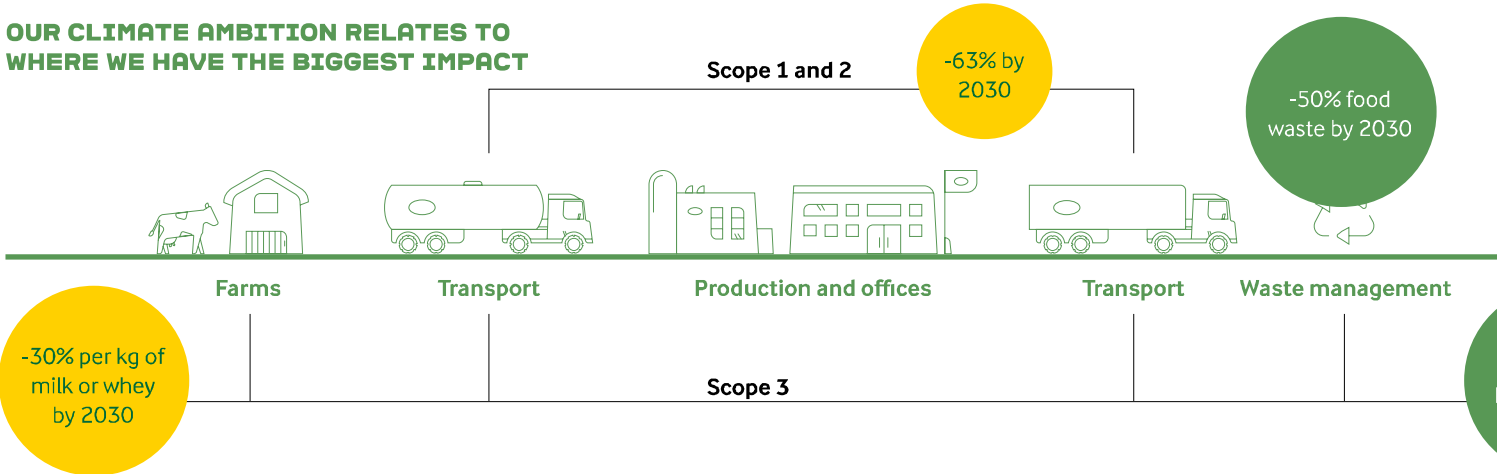 OUR CLIMATE AMBITION RELATES TO
WHERE WE HAVE THE BIGGEST IMPACT
Scope 1 and 2
-63% by
2030
-50% food
waste by 2030
Farms
Transport
Production and offices
Transport
Waste management
-30% per kg of
milk or whey
by 2030
Scope 3